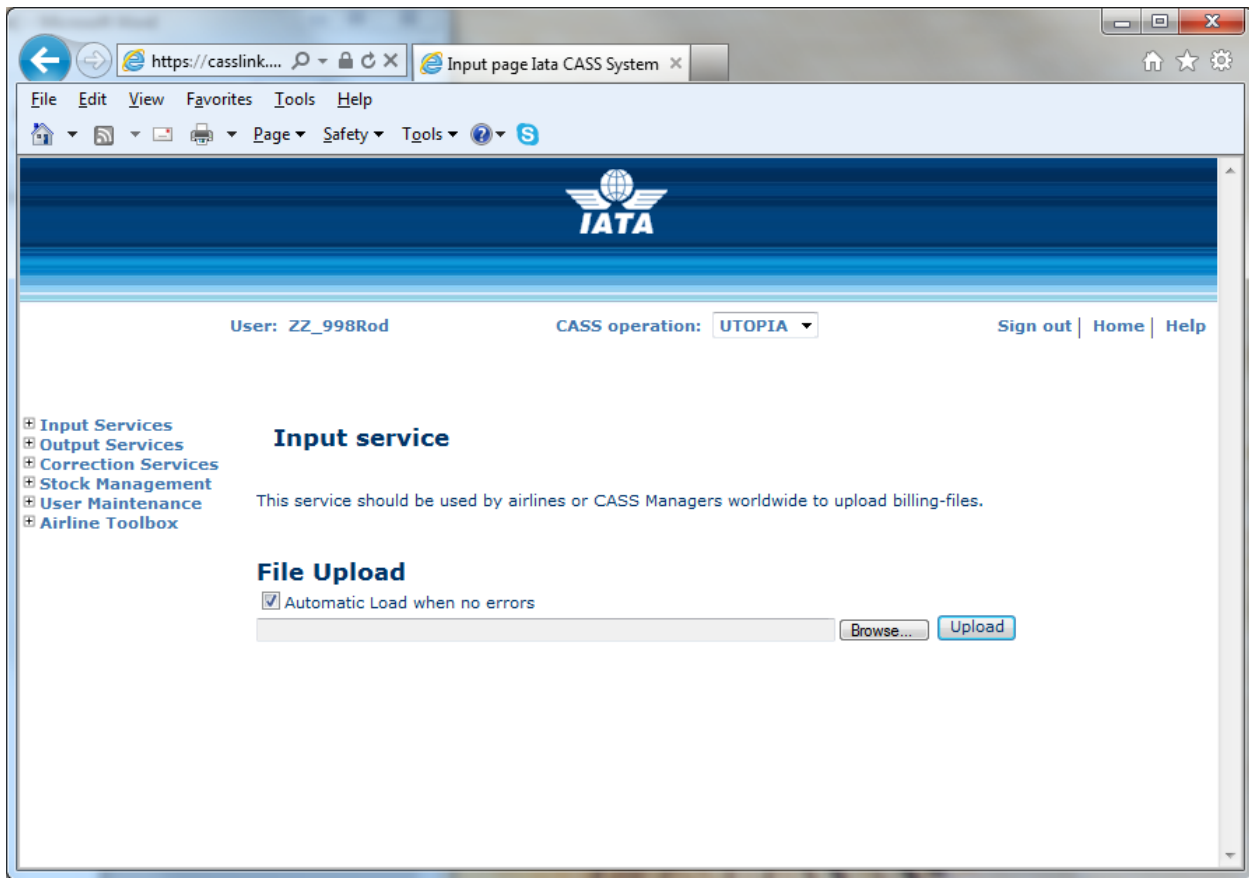 https://casslink....
Input page Iata CASS System
File Edit View Favorites Tools Help
Page Safety Tools
IATA
User: ZZ_998Rod CASS operation: UTOPIA Sign out | Home | Help
Input Services
Output Services
Correction Services
Stock Management
User Maintenance
Airline Toolbox
Input service
This service should be used by airlines or CASS Managers worldwide to upload billing-files.
File Upload
Automatic Load when no errors
Browse... Upload